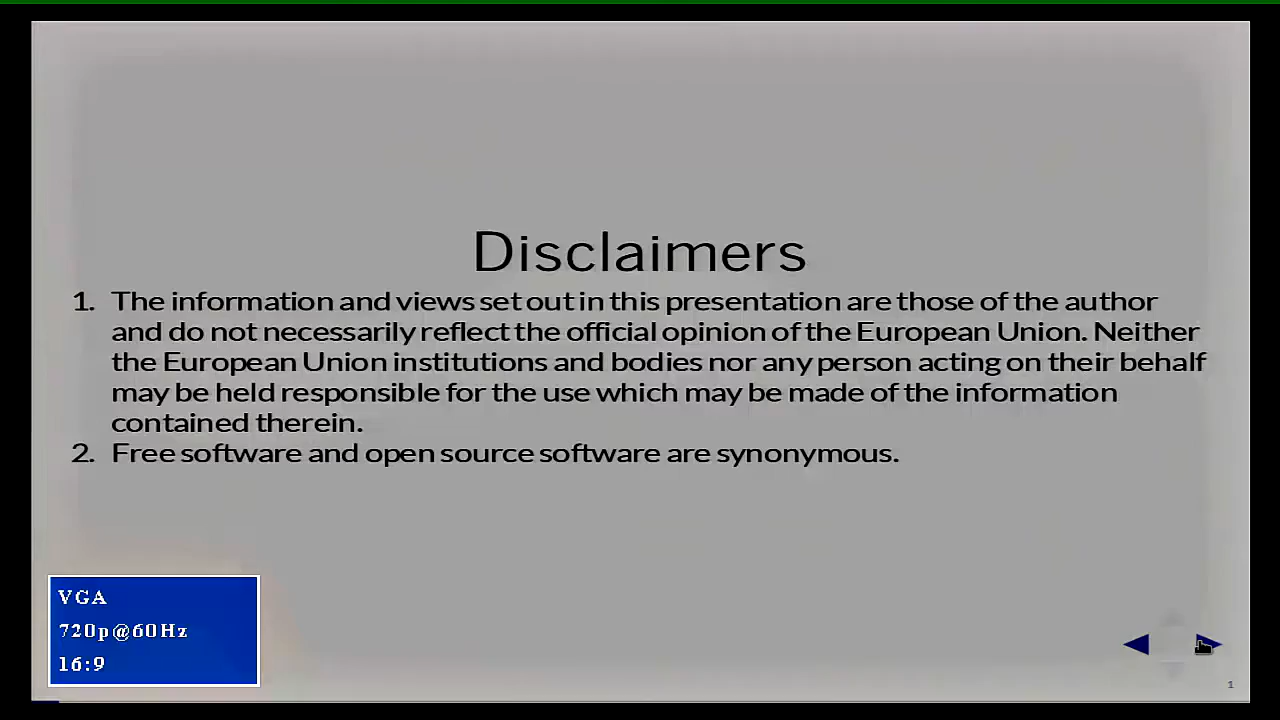 Disclaimers
1. The information and views set out in this presentation are those of the author
and do not necessarily reflect the official opinion of the European Union. Neither
the European Union institutions and bodies nor any person acting on their behalf
may be held responsible for the use which may be made of the information
contained therein.
2. Free software and open source software are synonymous.
VGA
720p@60Hz
16:9
1